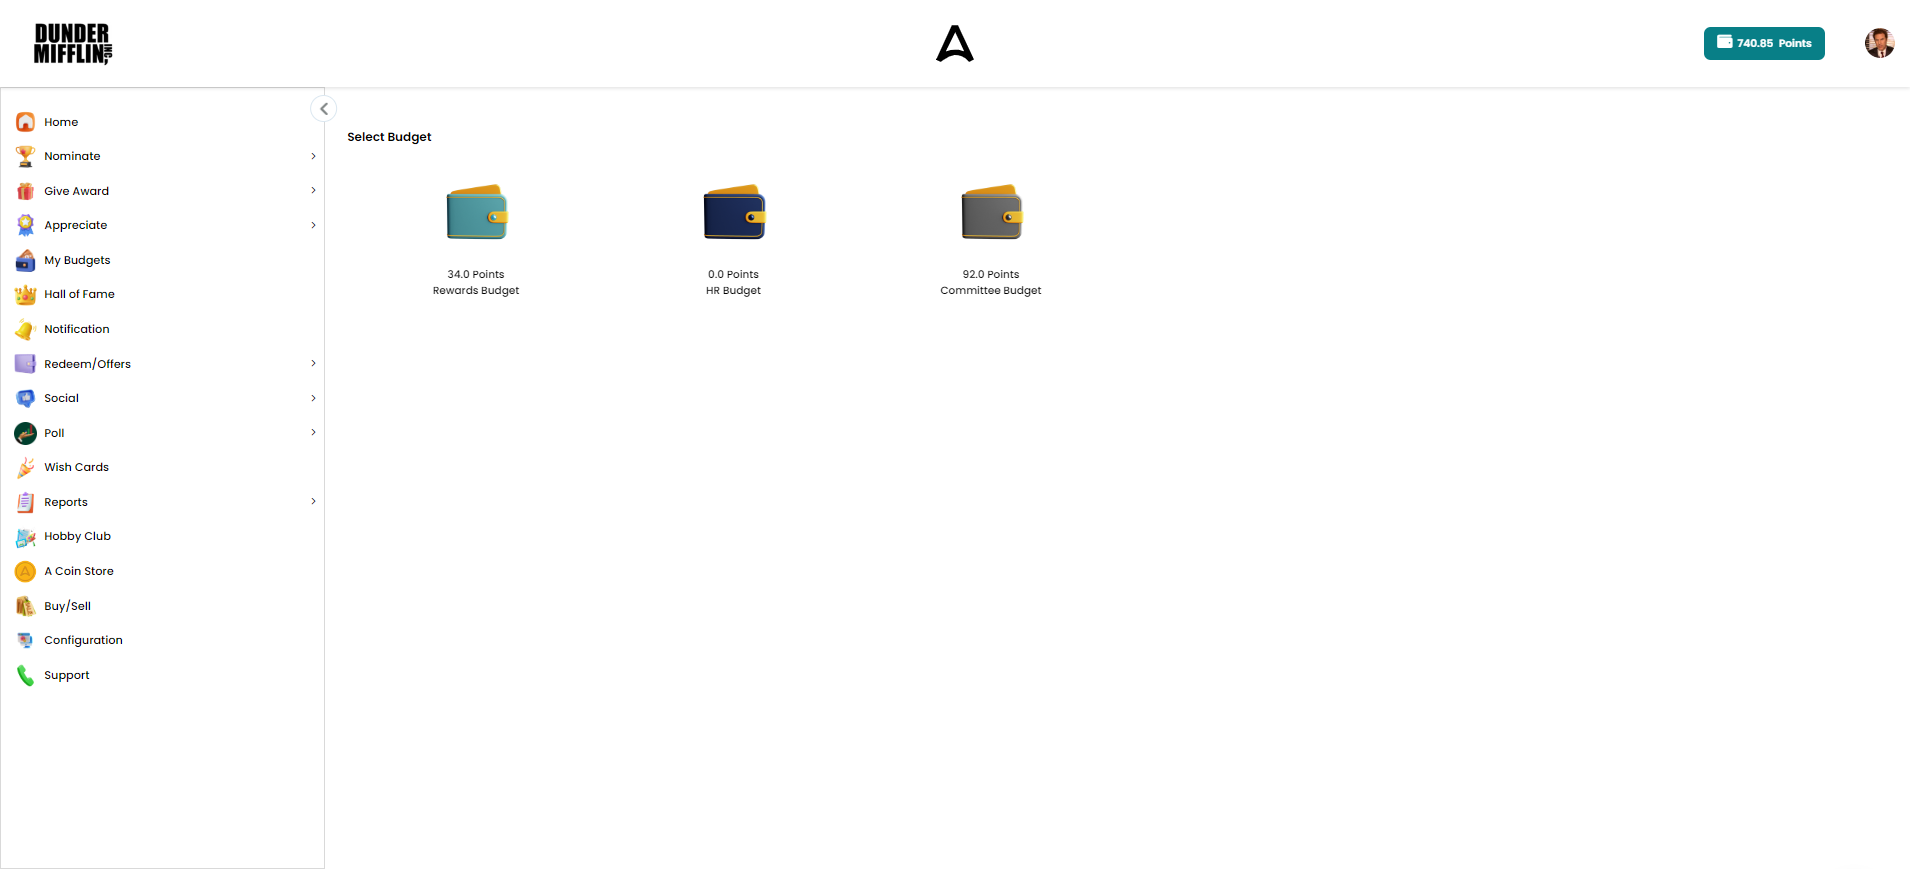 DUNDER
MIFFLIN, INC
740.85 Points
Home
Nominate
Give Award
Appreciate
My Budgets
Hall of Fame
Notification
Redeem/Offers
Social
Poll
Wish Cards
Reports
Hobby Club
A Coin Store
Buy/Sell
Configuration
Support
Select Budget
34.0 Points
Rewards Budget
0.0 Points
HR Budget
92.0 Points
Committee Budget